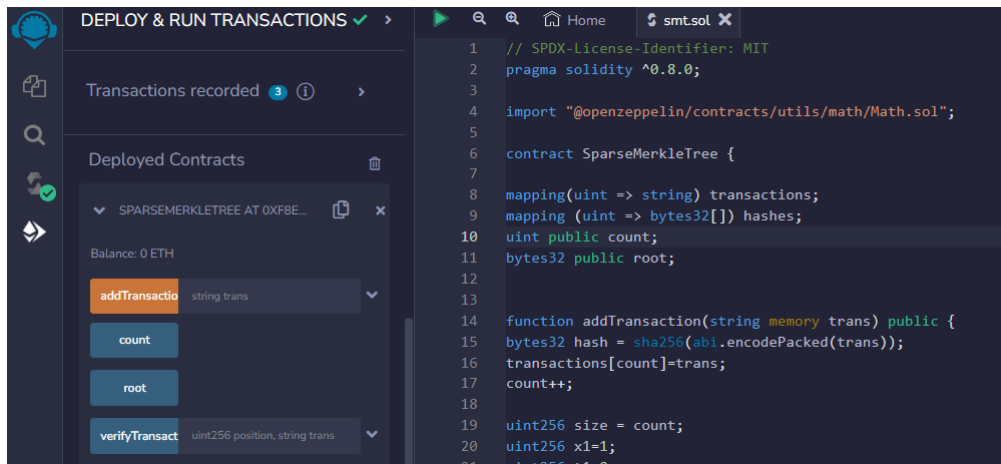 DEPLOY & RUN TRANSACTIONS
Transactions recorded 3
Deployed Contracts
SPARSEMERKLETREE AT 0XF8E...
Balance: 0 ETH
addTransactio string trans
count
root
verifyTransact uint256 position, string trans
Home smt.sol
1 // SPDX-License-Identifier: MIT
2 pragma solidity ^0.8.0;
3
4 import "@openzeppelin/contracts/utils/math/Math.sol";
5
6 contract SparseMerkleTree {
7
8 mapping(uint => string) transactions;
9 mapping (uint => bytes32[]) hashes;
10 uint public count;
11 bytes32 public root;
12
13
14 function addTransaction(string memory trans) public {
15 bytes32 hash = sha256(abi.encodePacked(trans));
16 transactions[count]=trans;
17 count++;
18
19 uint256 size = count;
20 uint256 x1=1;